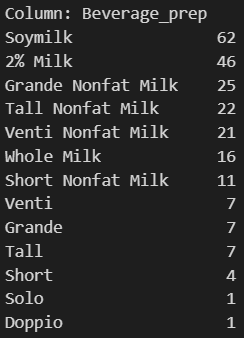 Column: Beverage_prep
Soymilk 62
2% Milk 46
Grande Nonfat Milk 25
Tall Nonfat Milk 22
Venti Nonfat Milk 21
Whole Milk 16
Short Nonfat Milk 11
Venti 7
Grande 7
Tall 7
Short 4
Solo 1
Doppio 1